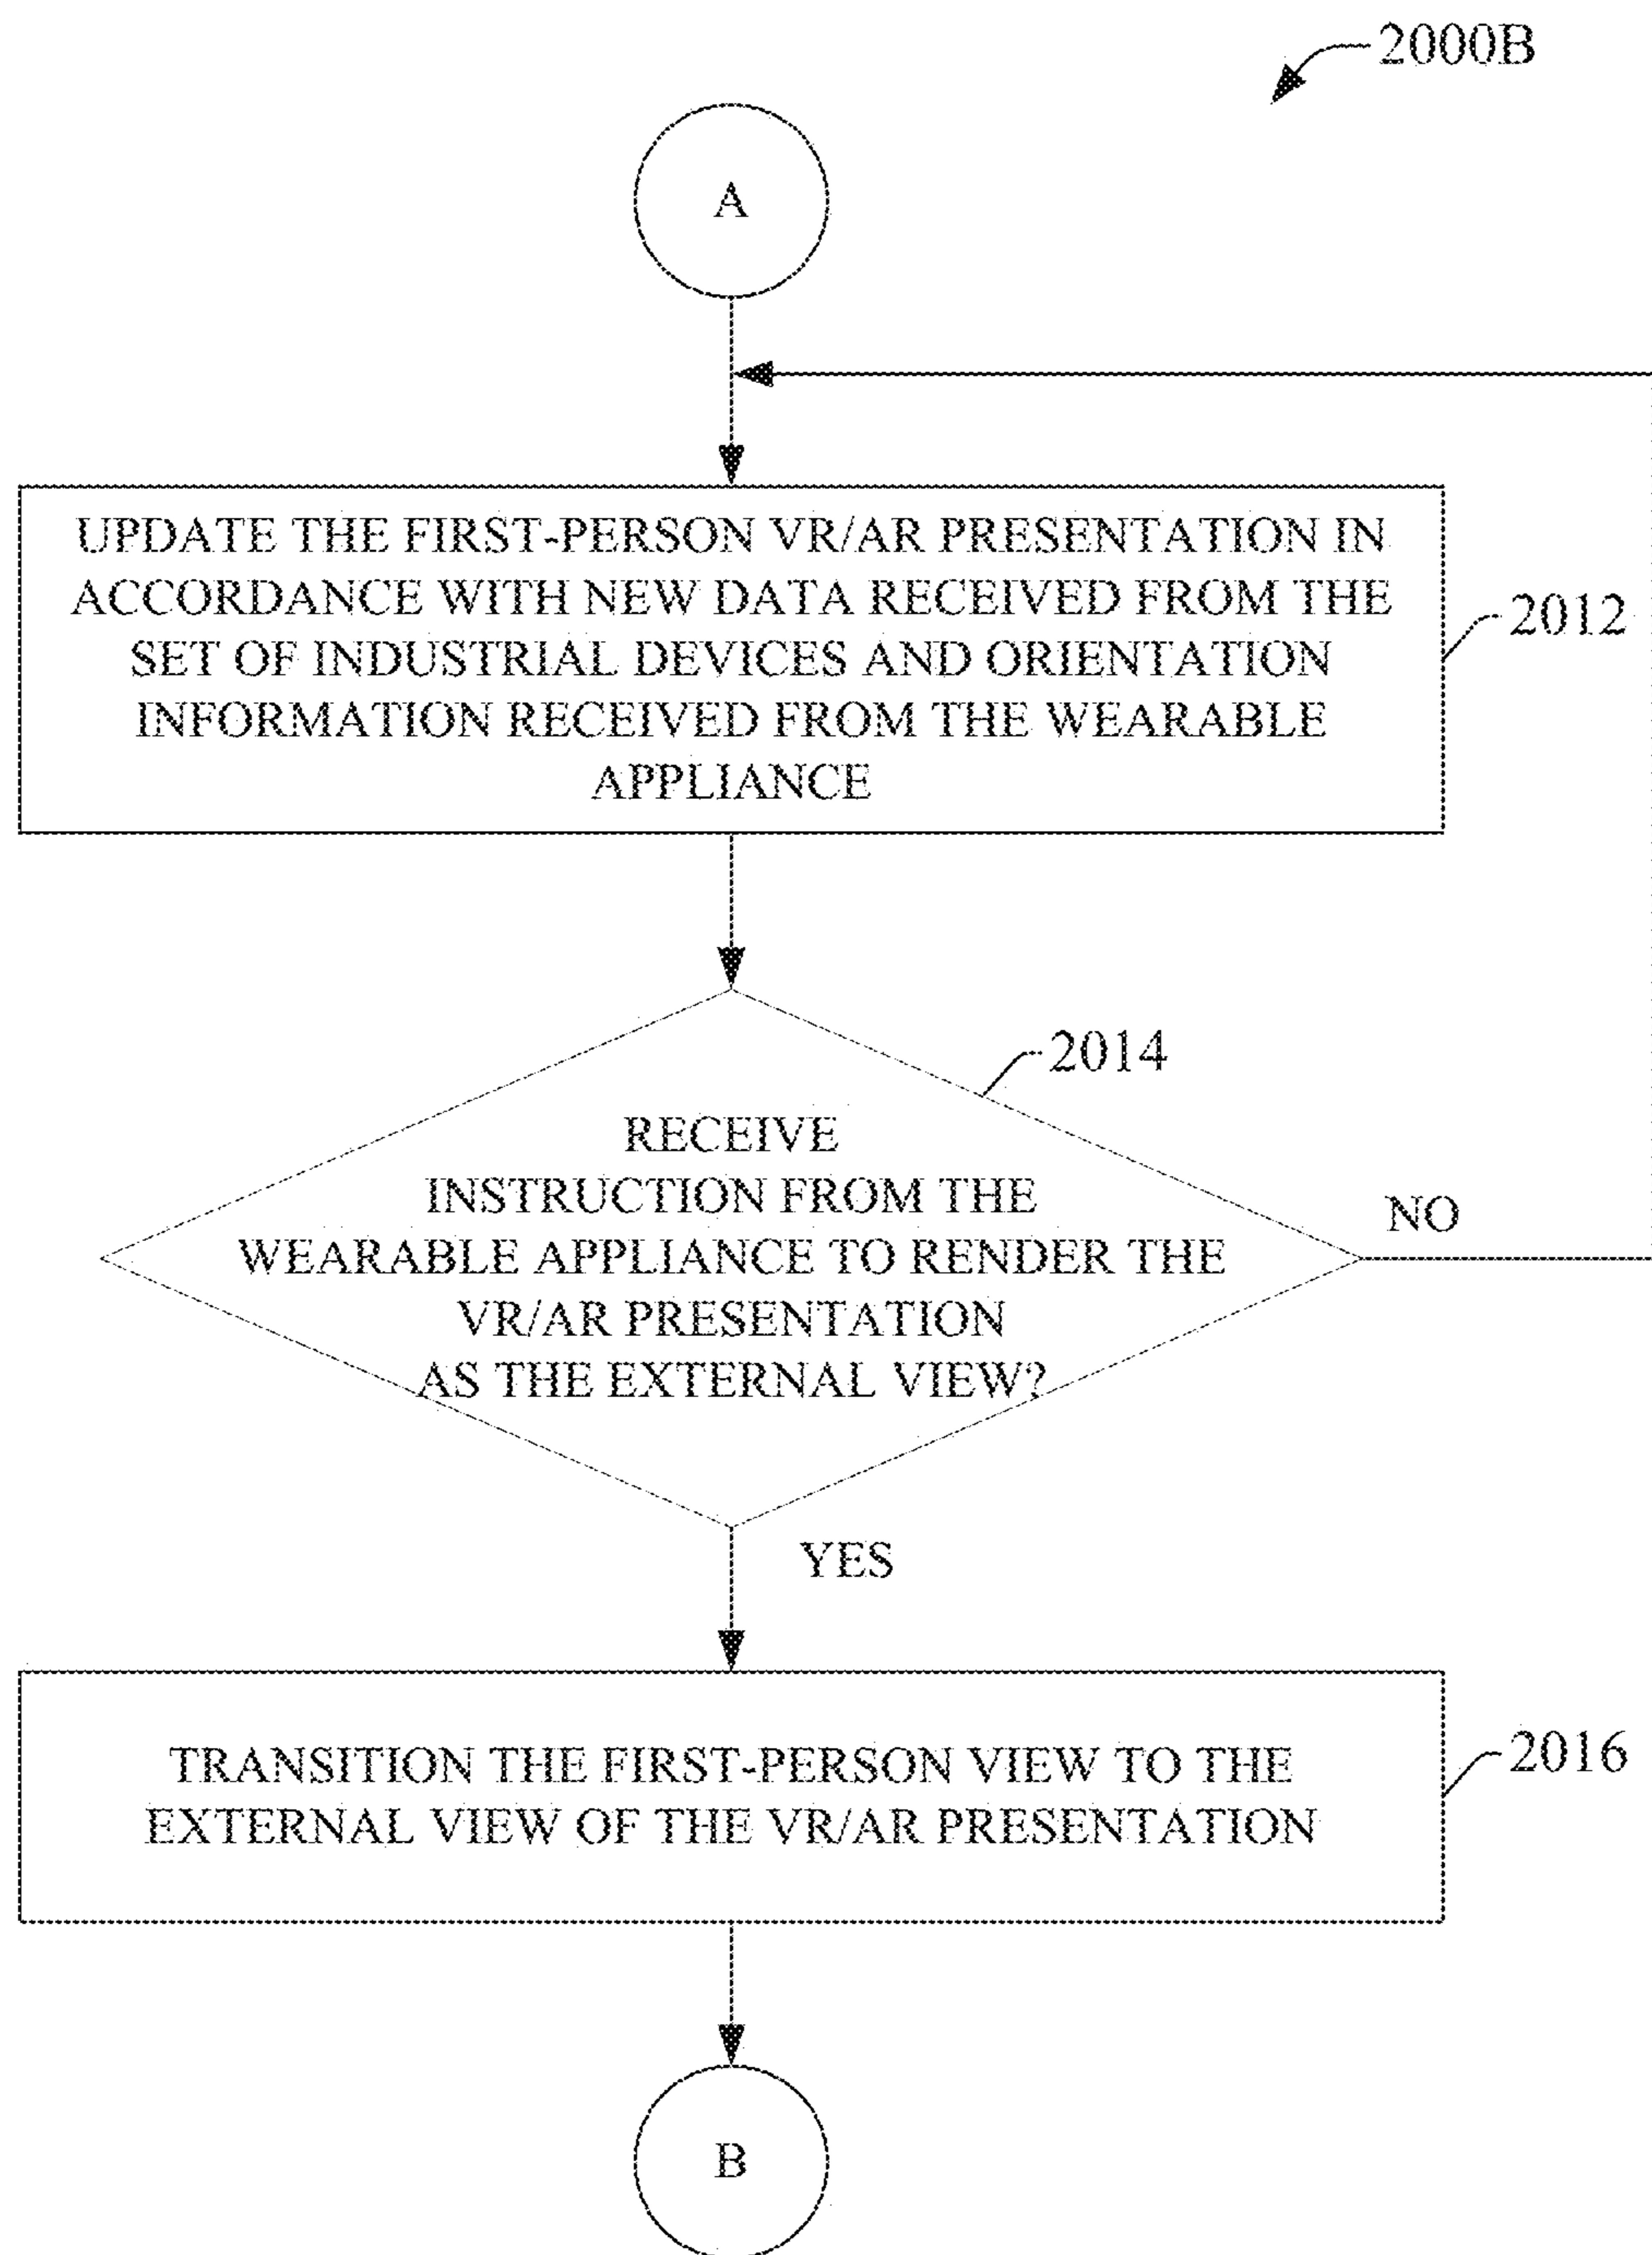 2000B
A
UPDATE THE FIRST-PERSON VR/AR PRESENTATION IN
ACCORDANCE WITH NEW DATA RECEIVED FROM THE
SET OF INDUSTRIAL DEVICES AND ORIENTATION
INFORMATION RECEIVED FROM THE WEARABLE
APPLIANCE
2012
2014
RECEIVE
INSTRUCTION FROM THE
WEARABLE APPLIANCE TO RENDER THE
VR/AR PRESENTATION
AS THE EXTERNAL VIEW?
NO
YES
TRANSITION THE FIRST-PERSON VIEW TO THE
EXTERNAL VIEW OF THE VR/AR PRESENTATION
2016
B